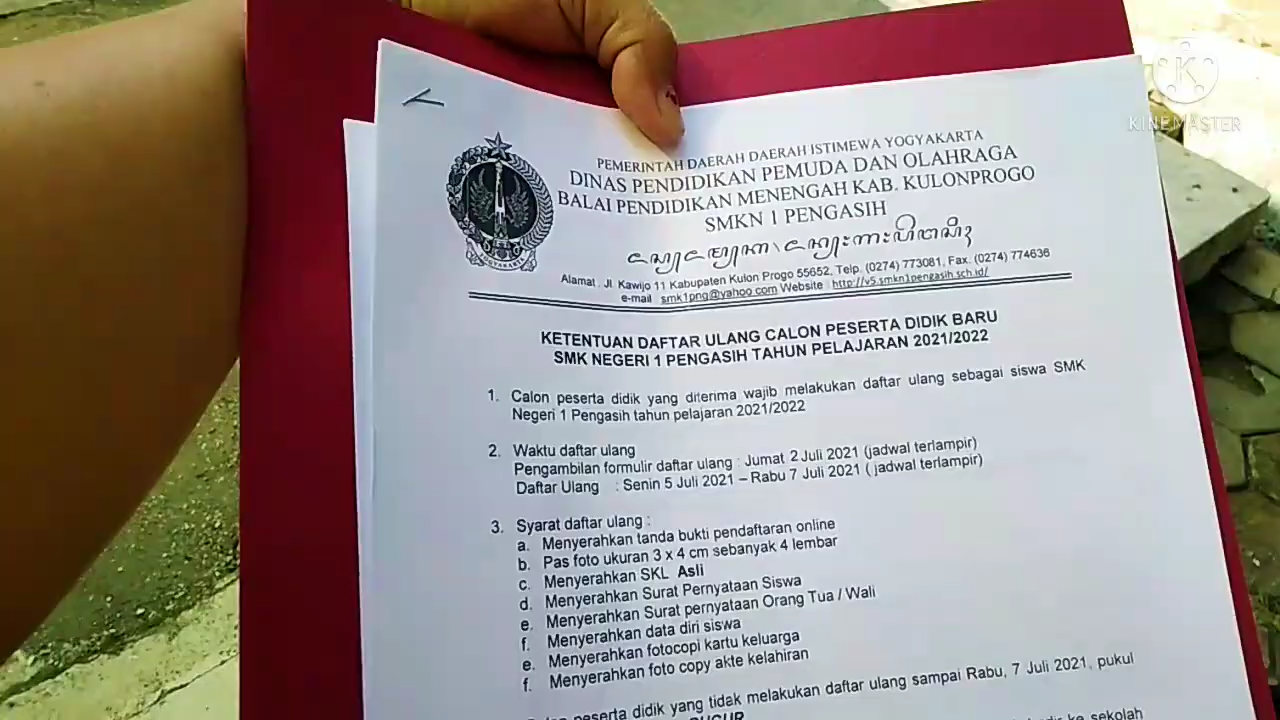 KINEMASTER
YOGYAKARTA
PEMERINTAH DAERAH DAERAH ISTIMEWA YOGYAKARTA
DINAS PENDIDIKAN PEMUDA DAN OLAHRAGA
BALAI PENDIDIKAN MENENGAH KAB. KULONPROGO
SMKN 1 PENGASIH
Alamat : Jl. Kawijo 11 Kabupaten Kulon Progo 55652, Telp. (0274) 773081, Fax. (0274) 774636
e-mail smk1png@yahoo.com Website : http://v5.smkn1pengasih.sch.id/
KETENTUAN DAFTAR ULANG CALON PESERTA DIDIK BARU
SMK NEGERI 1 PENGASIH TAHUN PELAJARAN 2021/2022
1. Calon peserta didik yang diterima wajib melakukan daftar ulang sebagai siswa SMK
Negeri 1 Pengasih tahun pelajaran 2021/2022
2. Waktu daftar ulang
Pengambilan formulir daftar ulang : Jumat 2 Juli 2021 (jadwal terlampir)
Daftar Ulang : Senin 5 Juli 2021 – Rabu 7 Juli 2021 ( jadwal terlampir)
3. Syarat daftar ulang :
a. Menyerahkan tanda bukti pendaftaran online
b. Pas foto ukuran 3 x 4 cm sebanyak 4 lembar
c. Menyerahkan SKL Asli
d. Menyerahkan Surat Pernyataan Siswa
e. Menyerahkan Surat pernyataan Orang Tua / Wali
f. Menyerahkan data diri siswa
e. Menyerahkan fotocopi kartu keluarga
f. Menyerahkan foto copy akte kelahiran
peserta didik yang tidak melakukan daftar ulang sampai Rabu, 7 Juli 2021, pukul
ke sekolah